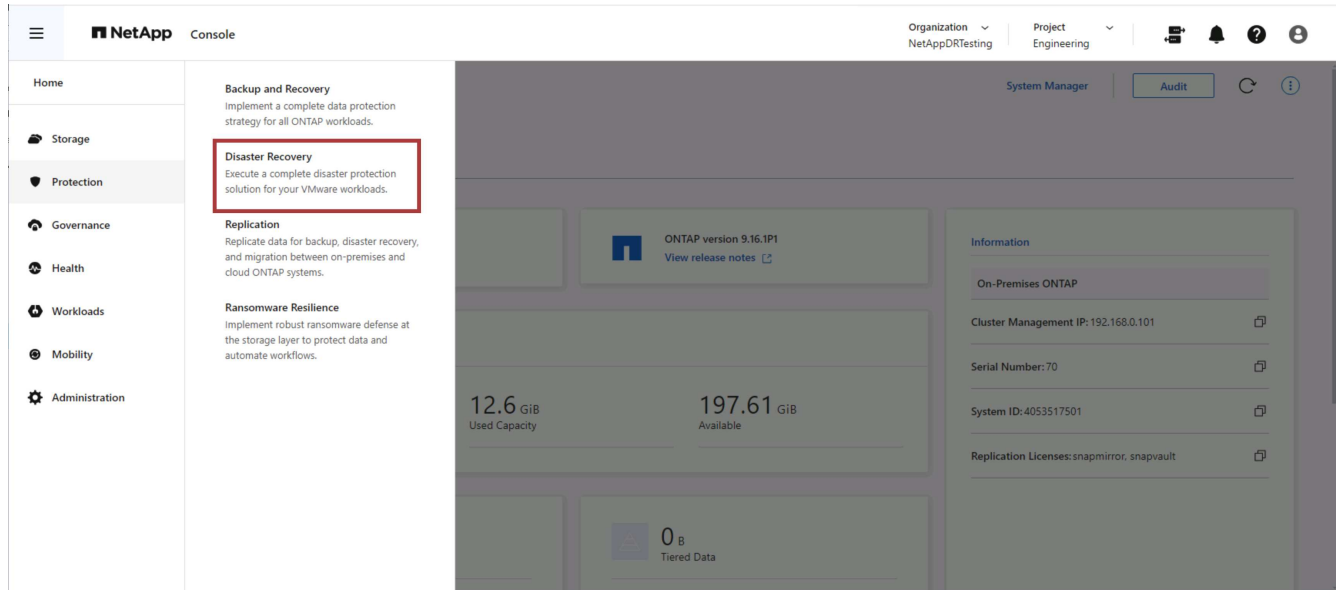 NetApp Console
Organization
NetAppDRTesting
Project
Engineering
Home
Storage
Protection
Governance
Health
Workloads
Mobility
Administration
Backup and Recovery
Implement a complete data protection
strategy for all ONTAP workloads.
Disaster Recovery
Execute a complete disaster protection
solution for your VMware workloads.
Replication
Replicate data for backup, disaster recovery,
and migration between on-premises and
cloud ONTAP systems.
Ransomware Resilience
Implement robust ransomware defense at
the storage layer to protect data and
automate workflows.
System Manager
Audit
ONTAP version 9.16.1P1
View release notes
12.6 GiB
Used Capacity
197.61 GiB
Available
0 B
Tiered Data
Information
On-Premises ONTAP
Cluster Management IP: 192.168.0.101
Serial Number: 70
System ID: 4053517501
Replication Licenses: snapmirror, snapvault